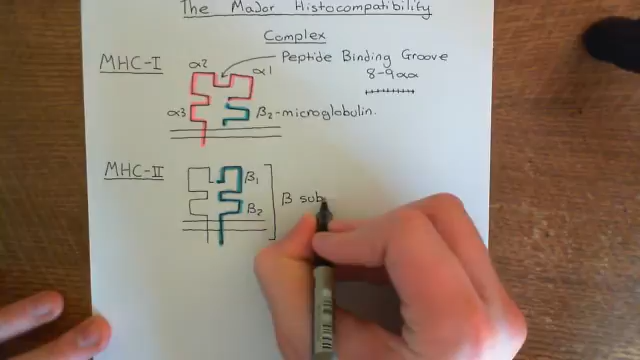 The Major Histocompatibility
Complex
MHC-I
α2
Peptide Binding Groove
α1
8-9aa
α3
β2-microglobulin.
MHC-II
β1
β2
β sub